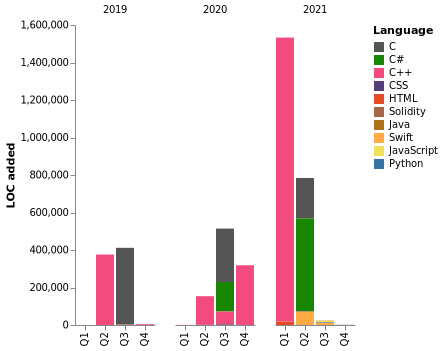 2019 2020 2021
1,600,000
1,400,000
1,200,000
1,000,000
800,000
600,000
400,000
200,000
0
LOC added
Q1 Q2 Q3 Q4 Q1 Q2 Q3 Q4 Q1 Q2 Q3 Q4
Language
C
C#
C++
CSS
HTML
Solidity
Java
Swift
JavaScript
Python